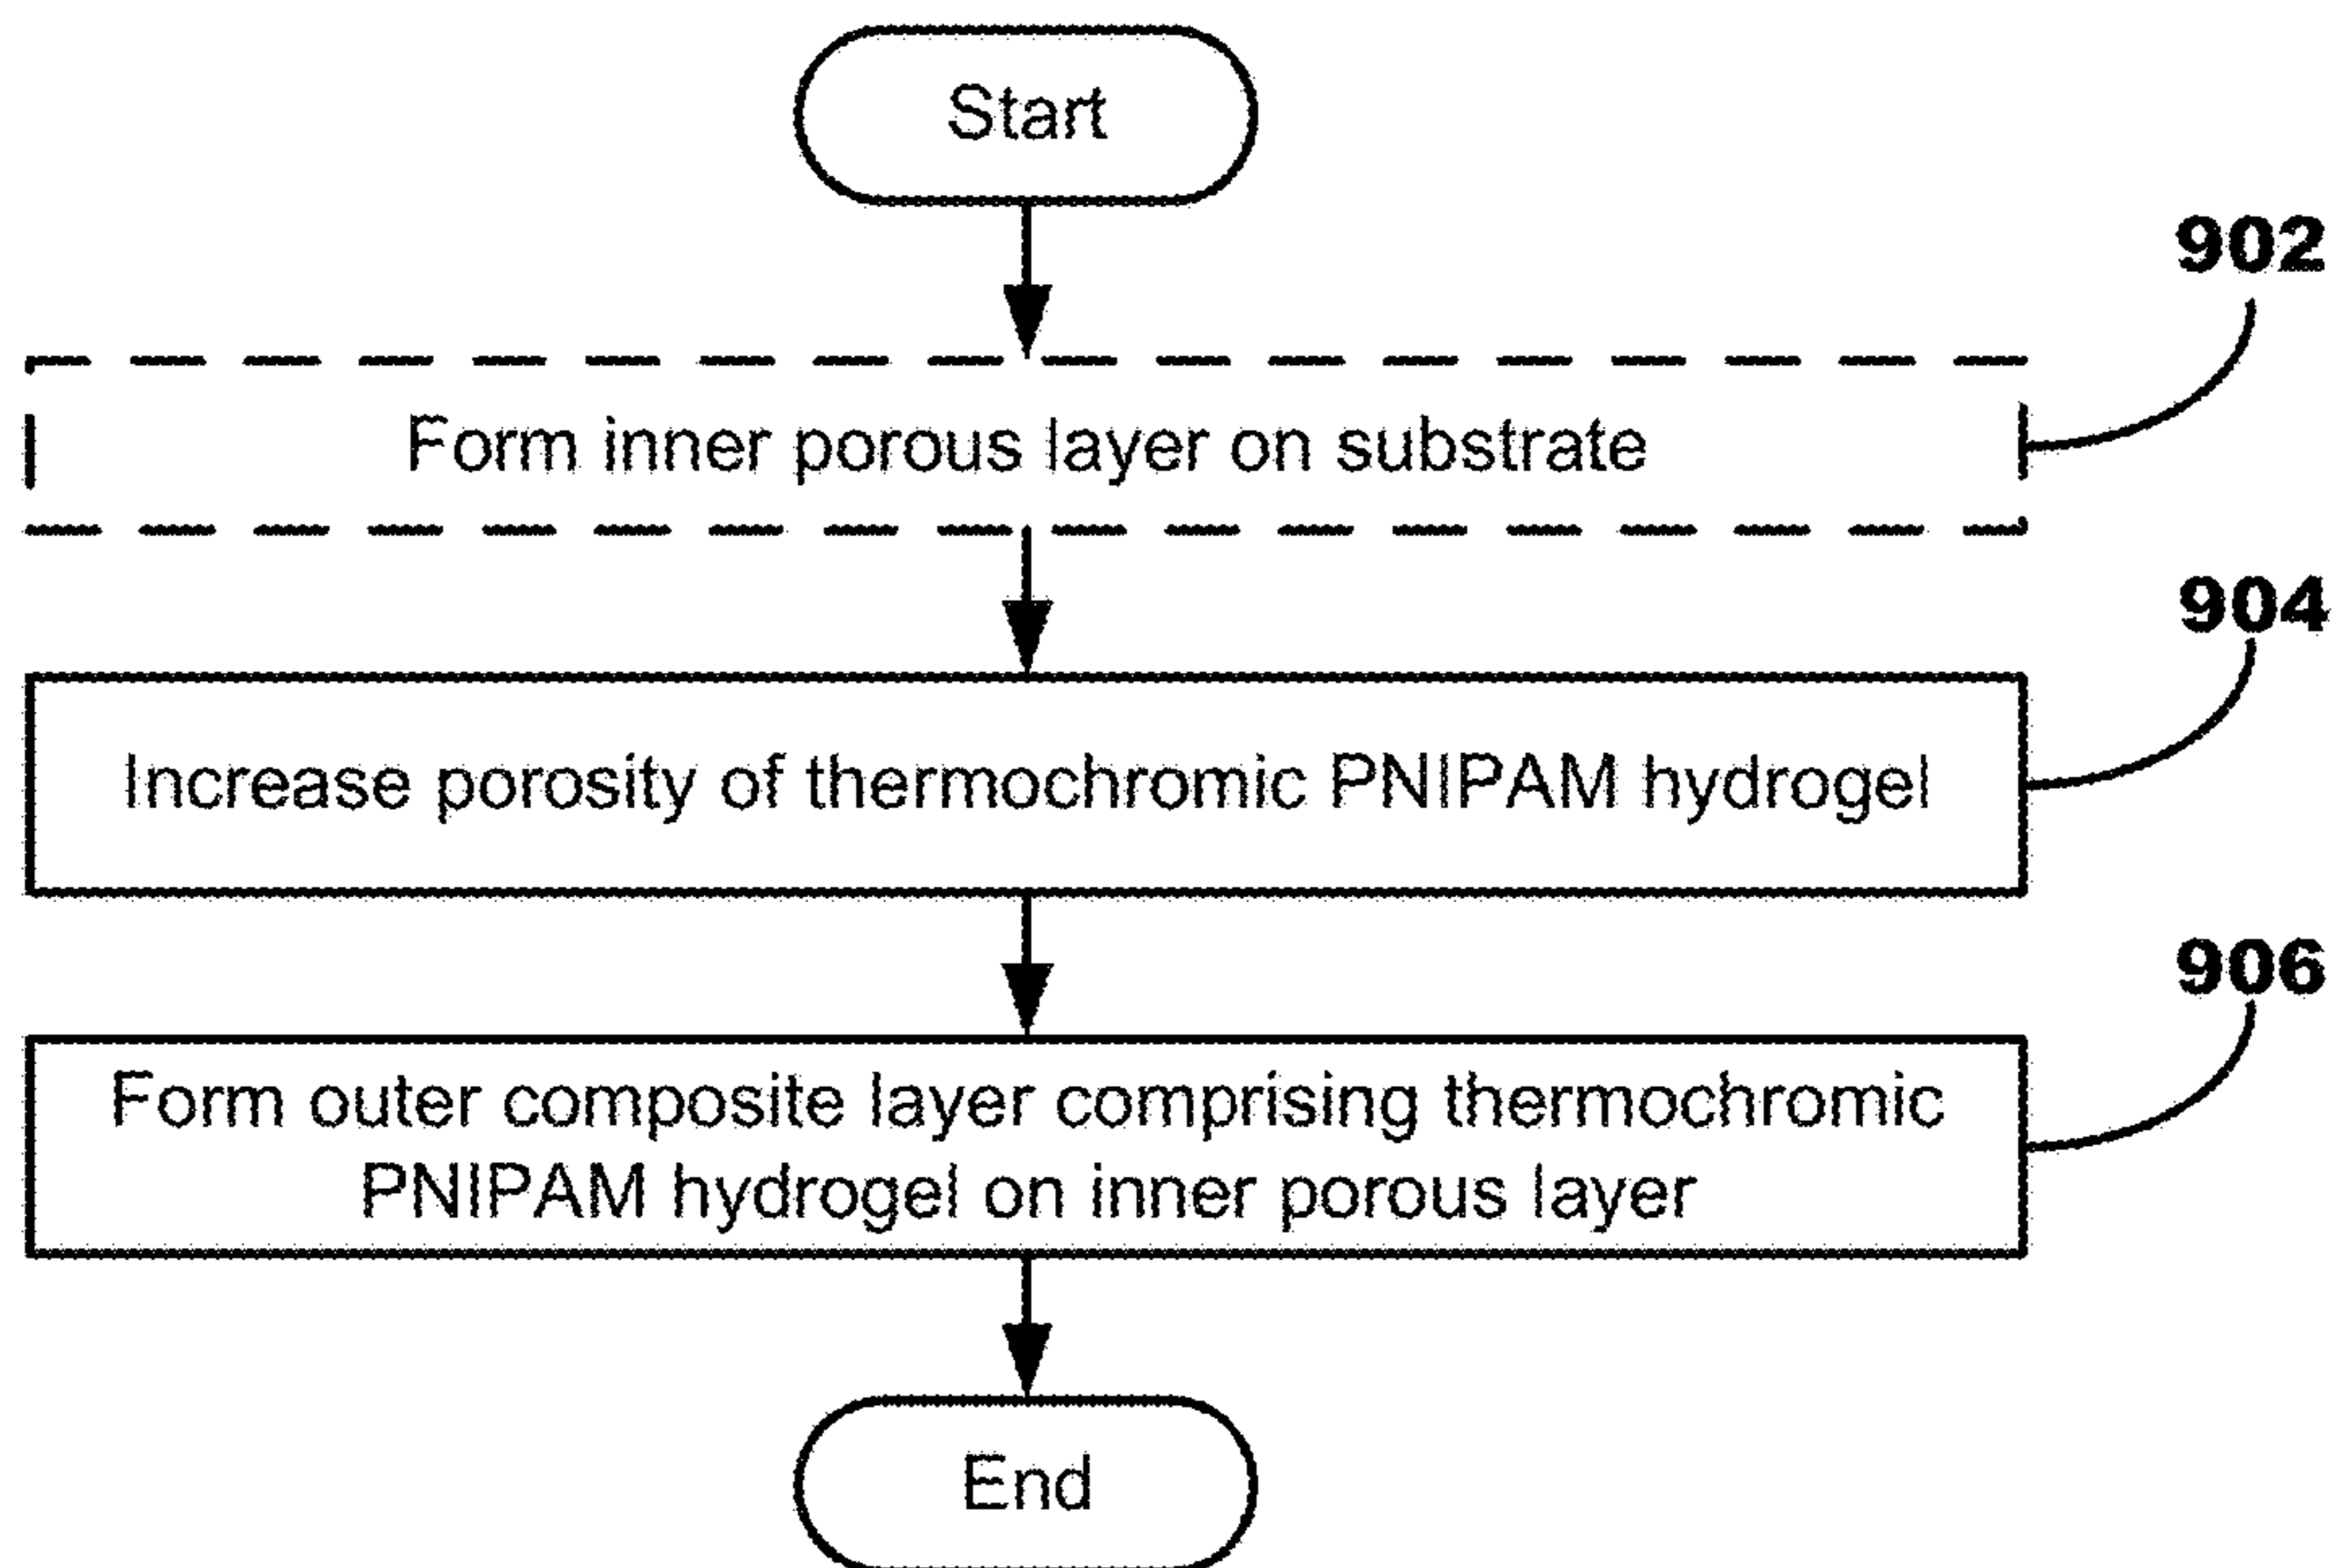 Start
902
Form inner porous layer on substrate
904
Increase porosity of thermochromic PNIPAM hydrogel
906
Form outer composite layer comprising thermochromic
PNIPAM hydrogel on inner porous layer
End